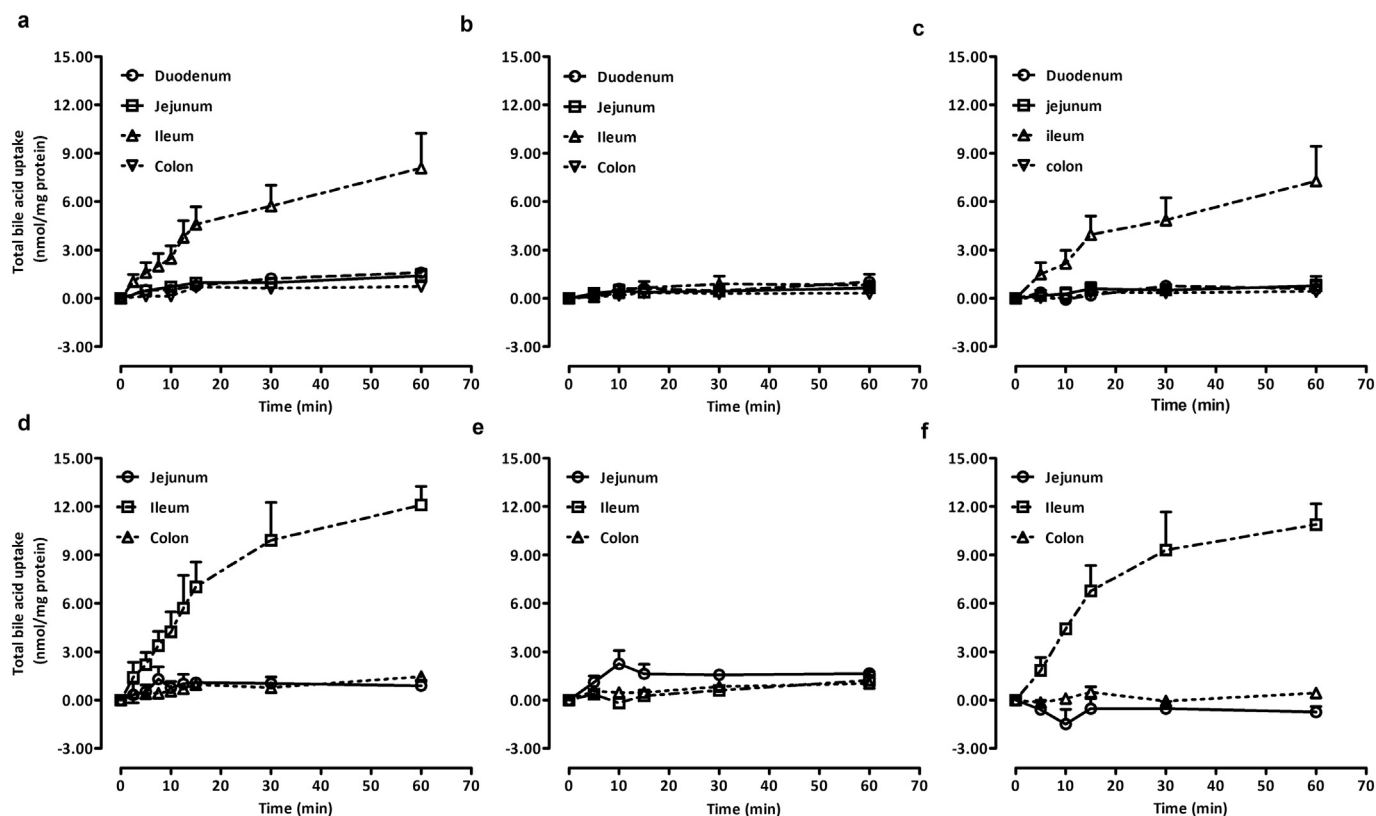 a
Total bile acid uptake
(nmol/mg protein)
15.00
12.00
9.00
6.00
3.00
0.00
-3.00
Duodenum
Jejunum
Ileum
Colon
0 10 20 30 40 50 60 70
Time (min)
b
15.00
12.00
9.00
6.00
3.00
0.00
-3.00
Duodenum
Jejunum
Ileum
Colon
0 10 20 30 40 50 60 70
Time (min)
c
15.00
12.00
9.00
6.00
3.00
0.00
-3.00
Duodenum
jejunum
ileum
colon
0 10 20 30 40 50 60 70
Time (min)
d
Total bile acid uptake
(nmol/mg protein)
15.00
12.00
9.00
6.00
3.00
0.00
-3.00
Jejunum
Ileum
Colon
0 10 20 30 40 50 60 70
Time (min)
e
15.00
12.00
9.00
6.00
3.00
0.00
-3.00
Jejunum
Ileum
Colon
0 10 20 30 40 50 60 70
Time (min)
f
15.00
12.00
9.00
6.00
3.00
0.00
-3.00
Jejunum
Ileum
Colon
0 10 20 30 40 50 60 70
Time (min)